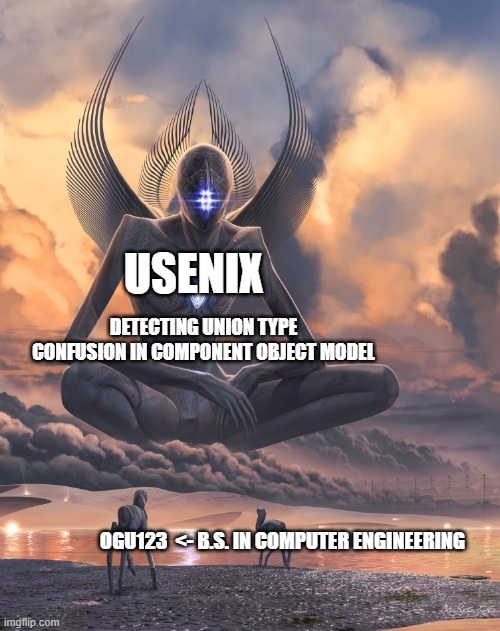 USENIX
DETECTING UNION TYPE
CONFUSION IN COMPONENT OBJECT MODEL
OGU123 <- B.S. IN COMPUTER ENGINEERING
imgflip.com